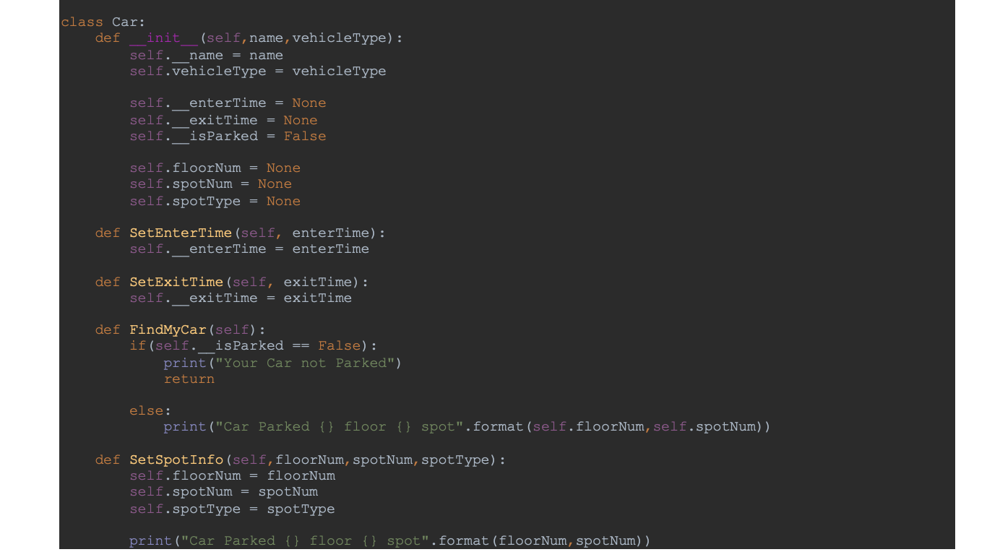 class Car:
    def __init__(self,name,vehicleType):
        self.__name = name
        self.vehicleType = vehicleType

        self.__enterTime = None
        self.__exitTime = None
        self.__isParked = False

        self.floorNum = None
        self.spotNum = None
        self.spotType = None

    def SetEnterTime(self, enterTime):
        self.__enterTime = enterTime

    def SetExitTime(self, exitTime):
        self.__exitTime = exitTime

    def FindMyCar(self):
        if(self.__isParked == False):
            print("Your Car not Parked")
            return

        else:
            print("Car Parked {} floor {} spot".format(self.floorNum,self.spotNum))

    def SetSpotInfo(self,floorNum,spotNum,spotType):
        self.floorNum = floorNum
        self.spotNum = spotNum
        self.spotType = spotType

        print("Car Parked {} floor {} spot".format(floorNum,spotNum))